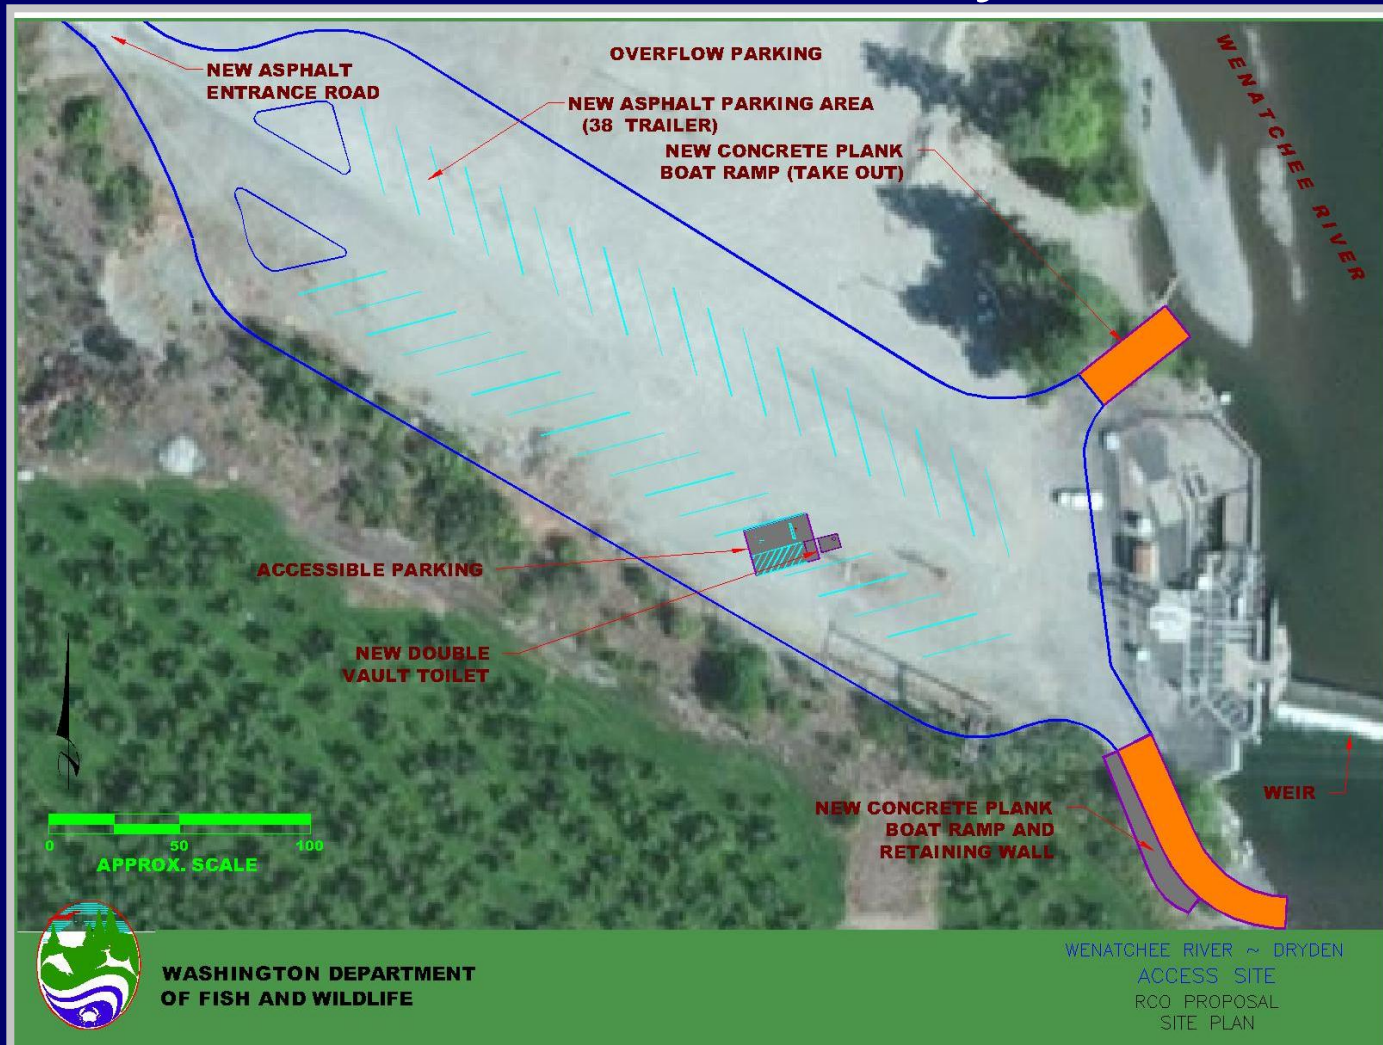 OVERFLOW PARKING
NEW ASPHALT
ENTRANCE ROAD
NEW ASPHALT PARKING AREA
(38 TRAILER)
NEW CONCRETE PLANK
BOAT RAMP (TAKE OUT)
WENATCHEE RIVER
ACCESSIBLE PARKING
NEW DOUBLE
VAULT TOILET
WEIR
NEW CONCRETE PLANK
BOAT RAMP AND
RETAINING WALL
0 50 100
APPROX. SCALE
WASHINGTON DEPARTMENT
OF FISH AND WILDLIFE
WENATCHEE RIVER ~ DRYDEN
ACCESS SITE
RCO PROPOSAL
SITE PLAN